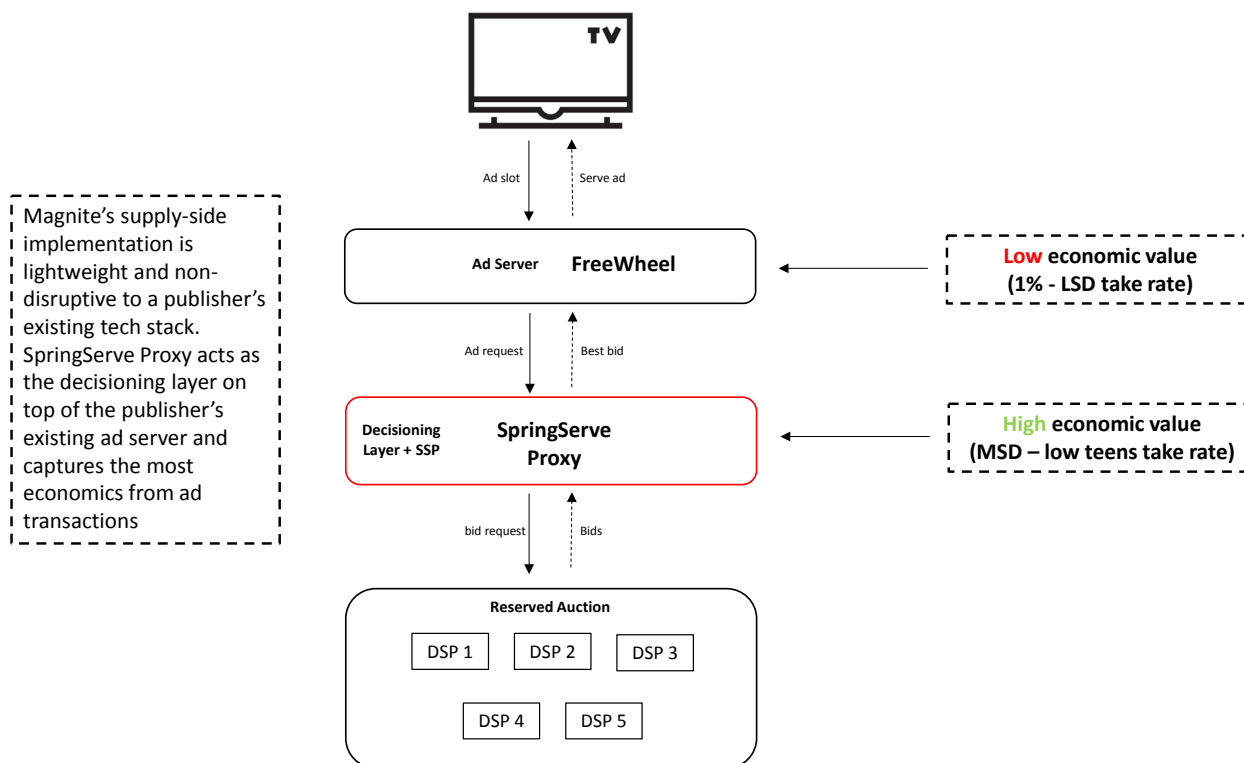 TV
Ad slot
Serve ad
Magnite’s supply-side
implementation is
lightweight and non-
disruptive to a publisher’s
existing tech stack.
SpringServe Proxy acts as
the decisioning layer on
top of the publisher’s
existing ad server and
captures the most
economics from ad
transactions
Ad Server
FreeWheel
Low economic value
(1% - LSD take rate)
Ad request
Best bid
Decisioning
Layer + SSP
SpringServe
Proxy
High economic value
(MSD – low teens take rate)
bid request
Bids
Reserved Auction
DSP 1
DSP 2
DSP 3
DSP 4
DSP 5